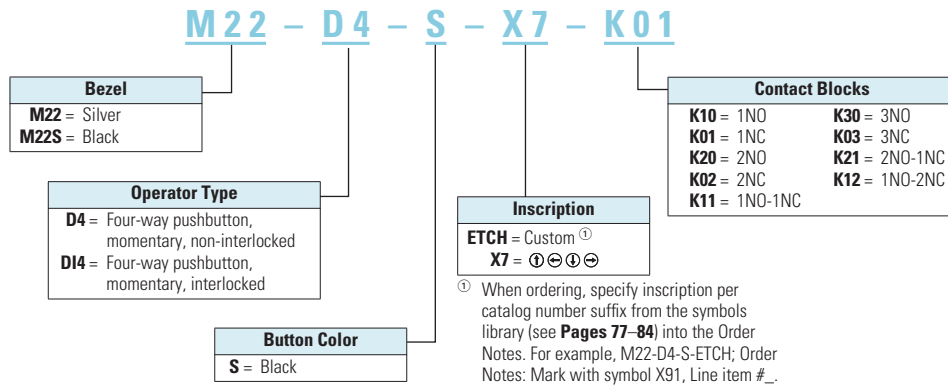 M22 – D4 – S – X7 – K01
Bezel
M22 = Silver
M22S = Black
Operator Type
D4 = Four-way pushbutton,
momentary, non-interlocked
DI4 = Four-way pushbutton,
momentary, interlocked
Button Color
S = Black
Inscription
ETCH = Custom ①
X7 = ⬆⬅⬇➡
① When ordering, specify inscription per
catalog number suffix from the symbols
library (see Pages 77–84) into the Order
Notes. For example, M22-D4-S-ETCH; Order
Notes: Mark with symbol X91, Line item #_.
Contact Blocks
K10 = 1NO K30 = 3NO
K01 = 1NC K03 = 3NC
K20 = 2NO K21 = 2NO-1NC
K02 = 2NC K12 = 1NO-2NC
K11 = 1NO-1NC